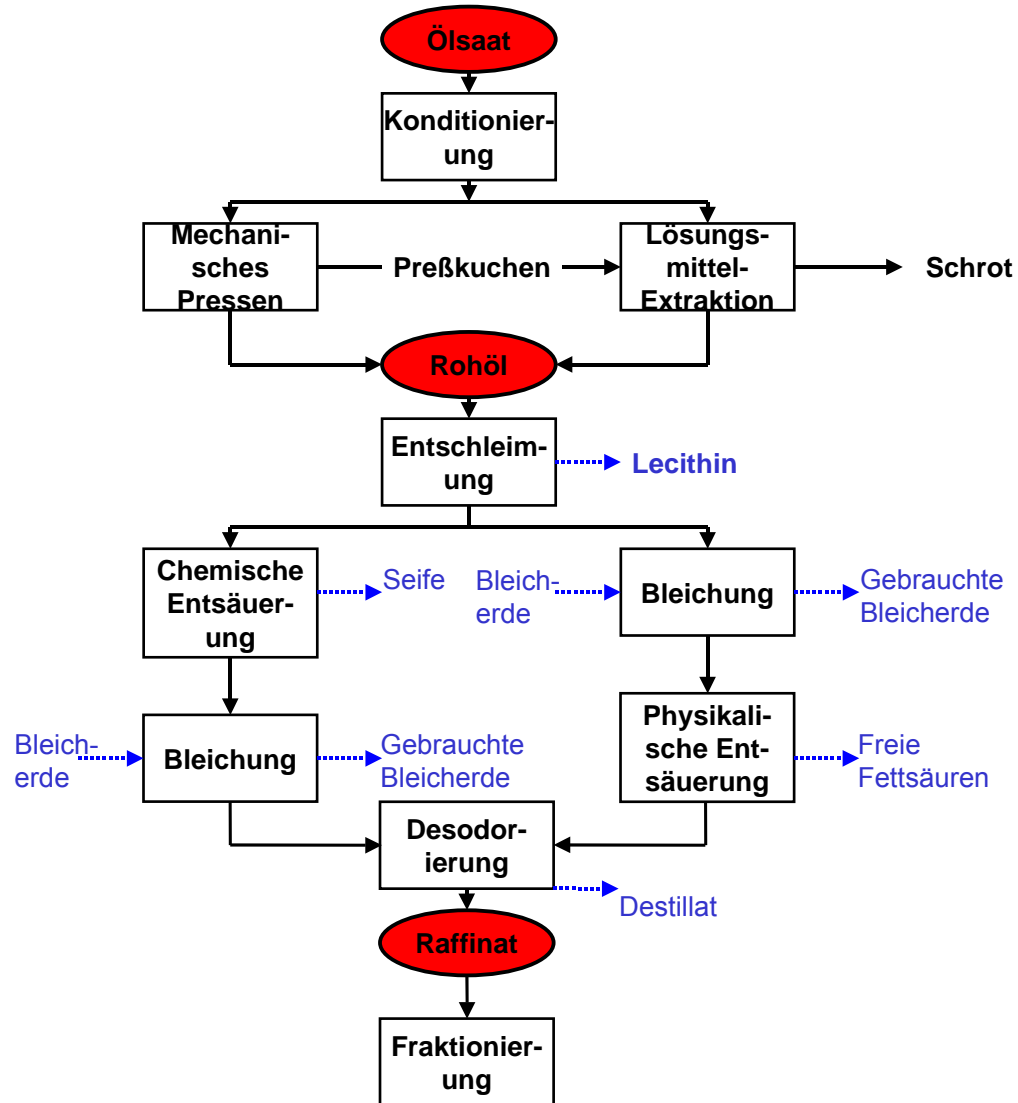 Ölsaat
Konditionier-
ung
Mechani-
sches
Pressen
Preßkuchen
Lösungs-
mittel-
Extraktion
Schrot
Rohöl
Entschleim-
ung
Lecithin
Chemische
Entsäuer-
ung
Seife
Bleich-
erde
Bleichung
Gebrauchte
Bleicherde
Bleich-
erde
Bleichung
Gebrauchte
Bleicherde
Physikali-
sche Ent-
säuerung
Freie
Fettsäuren
Desodor-
ierung
Destillat
Raffinat
Fraktionier-
ung